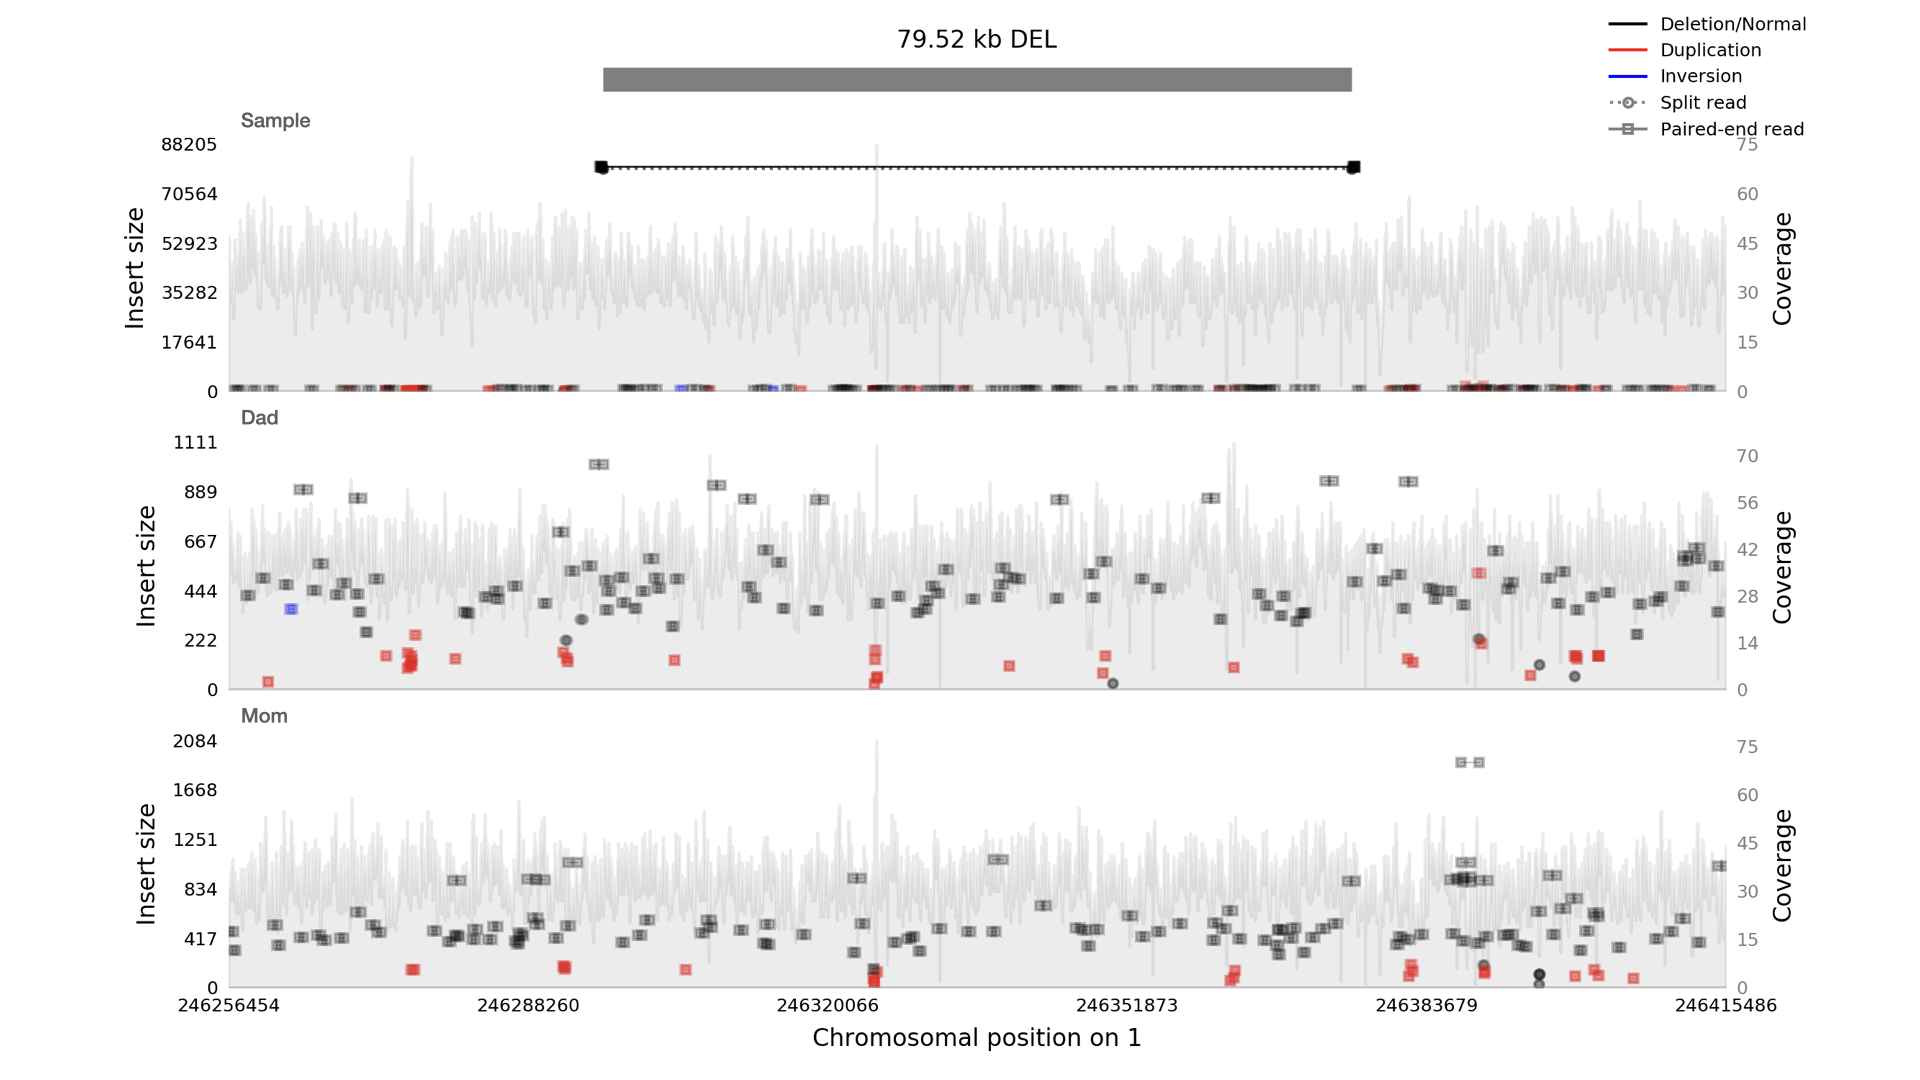 79.52 kb DEL
Deletion/Normal
Duplication
Inversion
Split read
Paired-end read
Sample
88205
70564
52923
35282
17641
0
Insert size
75
60
45
30
15
0
Coverage
Dad
1111
889
667
444
222
0
Insert size
70
56
42
28
14
0
Coverage
Mom
2084
1668
1251
834
417
0
Insert size
75
60
45
30
15
0
Coverage
246256454 246288260 246320066 246351873 246383679 246415486
Chromosomal position on 1